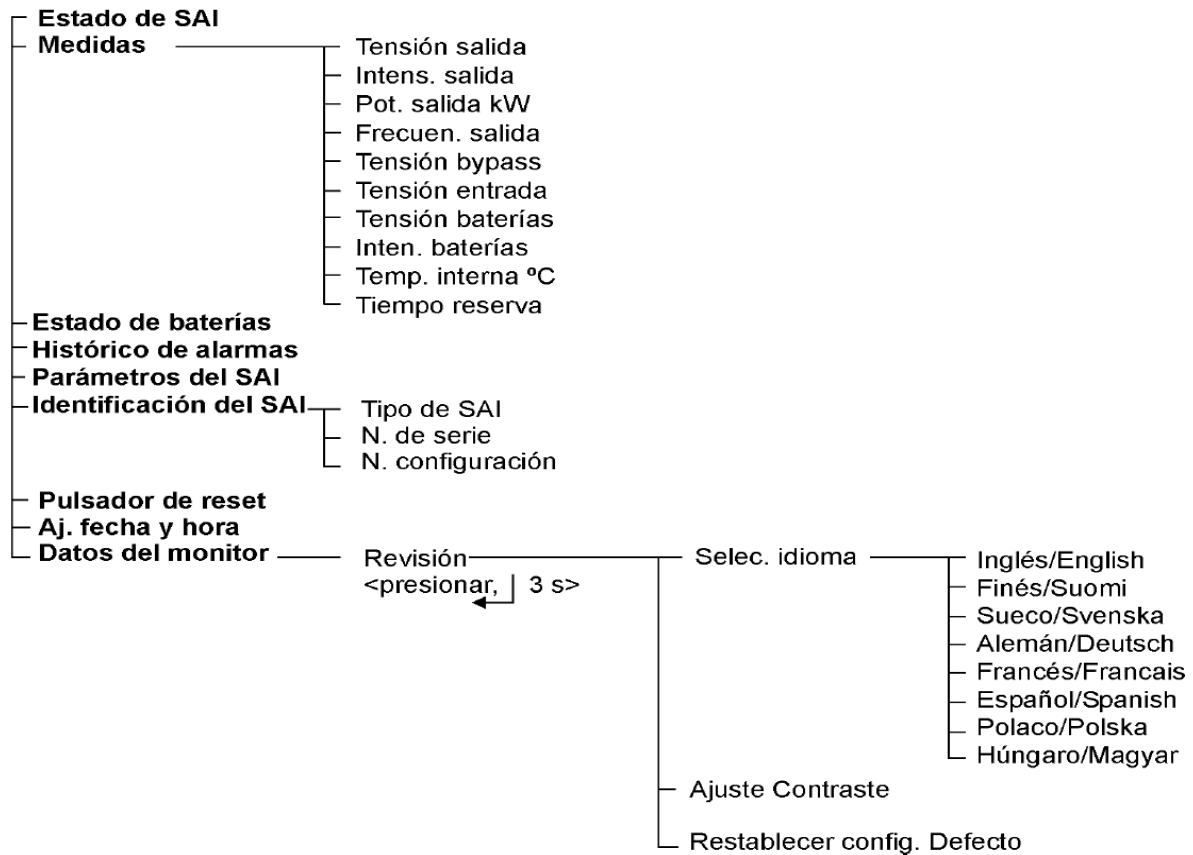 Estado de SAI
Medidas
Tensión salida
Intens. salida
Pot. salida kW
Frecuen. salida
Tensión bypass
Tensión entrada
Tensión baterías
Inten. baterías
Temp. interna ºC
Tiempo reserva
Estado de baterías
Histórico de alarmas
Parámetros del SAI
Identificación del SAI
Tipo de SAI
N. de serie
N. configuración
Pulsador de reset
Aj. fecha y hora
Datos del monitor
Revisión
<presionar, 3 s>
Selec. idioma
Inglés/English
Finés/Suomi
Sueco/Svenska
Alemán/Deutsch
Francés/Francais
Español/Spanish
Polaco/Polska
Húngaro/Magyar
Ajuste Contraste
Restablecer config. Defecto